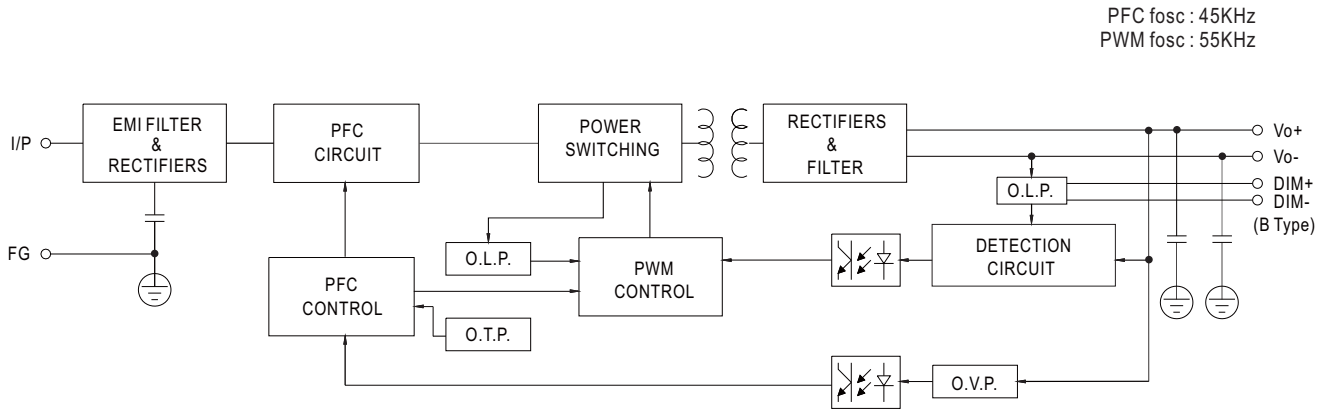 PFC fosc : 45KHz
PWM fosc : 55KHz
I/P
EMI FILTER
&
RECTIFIERS
PFC
CIRCUIT
POWER
SWITCHING
RECTIFIERS
&
FILTER
Vo+
Vo-
DIM+
DIM-
(B Type)
O.L.P.
FG
O.L.P.
DETECTION
CIRCUIT
PFC
CONTROL
PWM
CONTROL
O.T.P.
O.V.P.